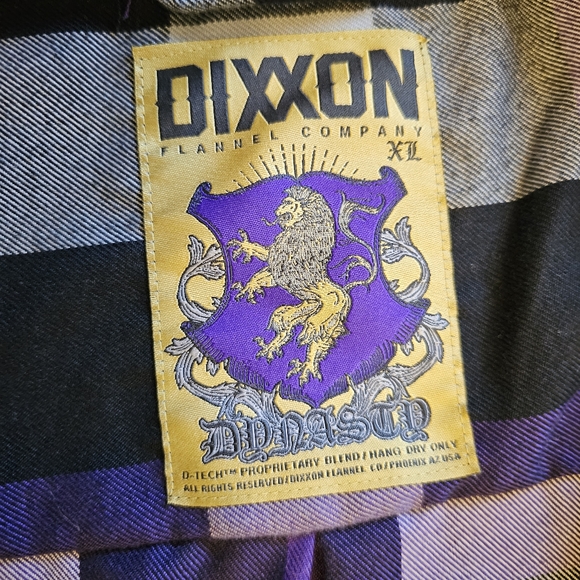 DIXXON
FLANNEL COMPANY
XL
DYNASTY
D-TECH™ PROPRIETARY BLEND/HANG DRY ONLY
ALL RIGHTS RESERVED/DIXXON FLANNEL CO/PHOENIX AZ USA